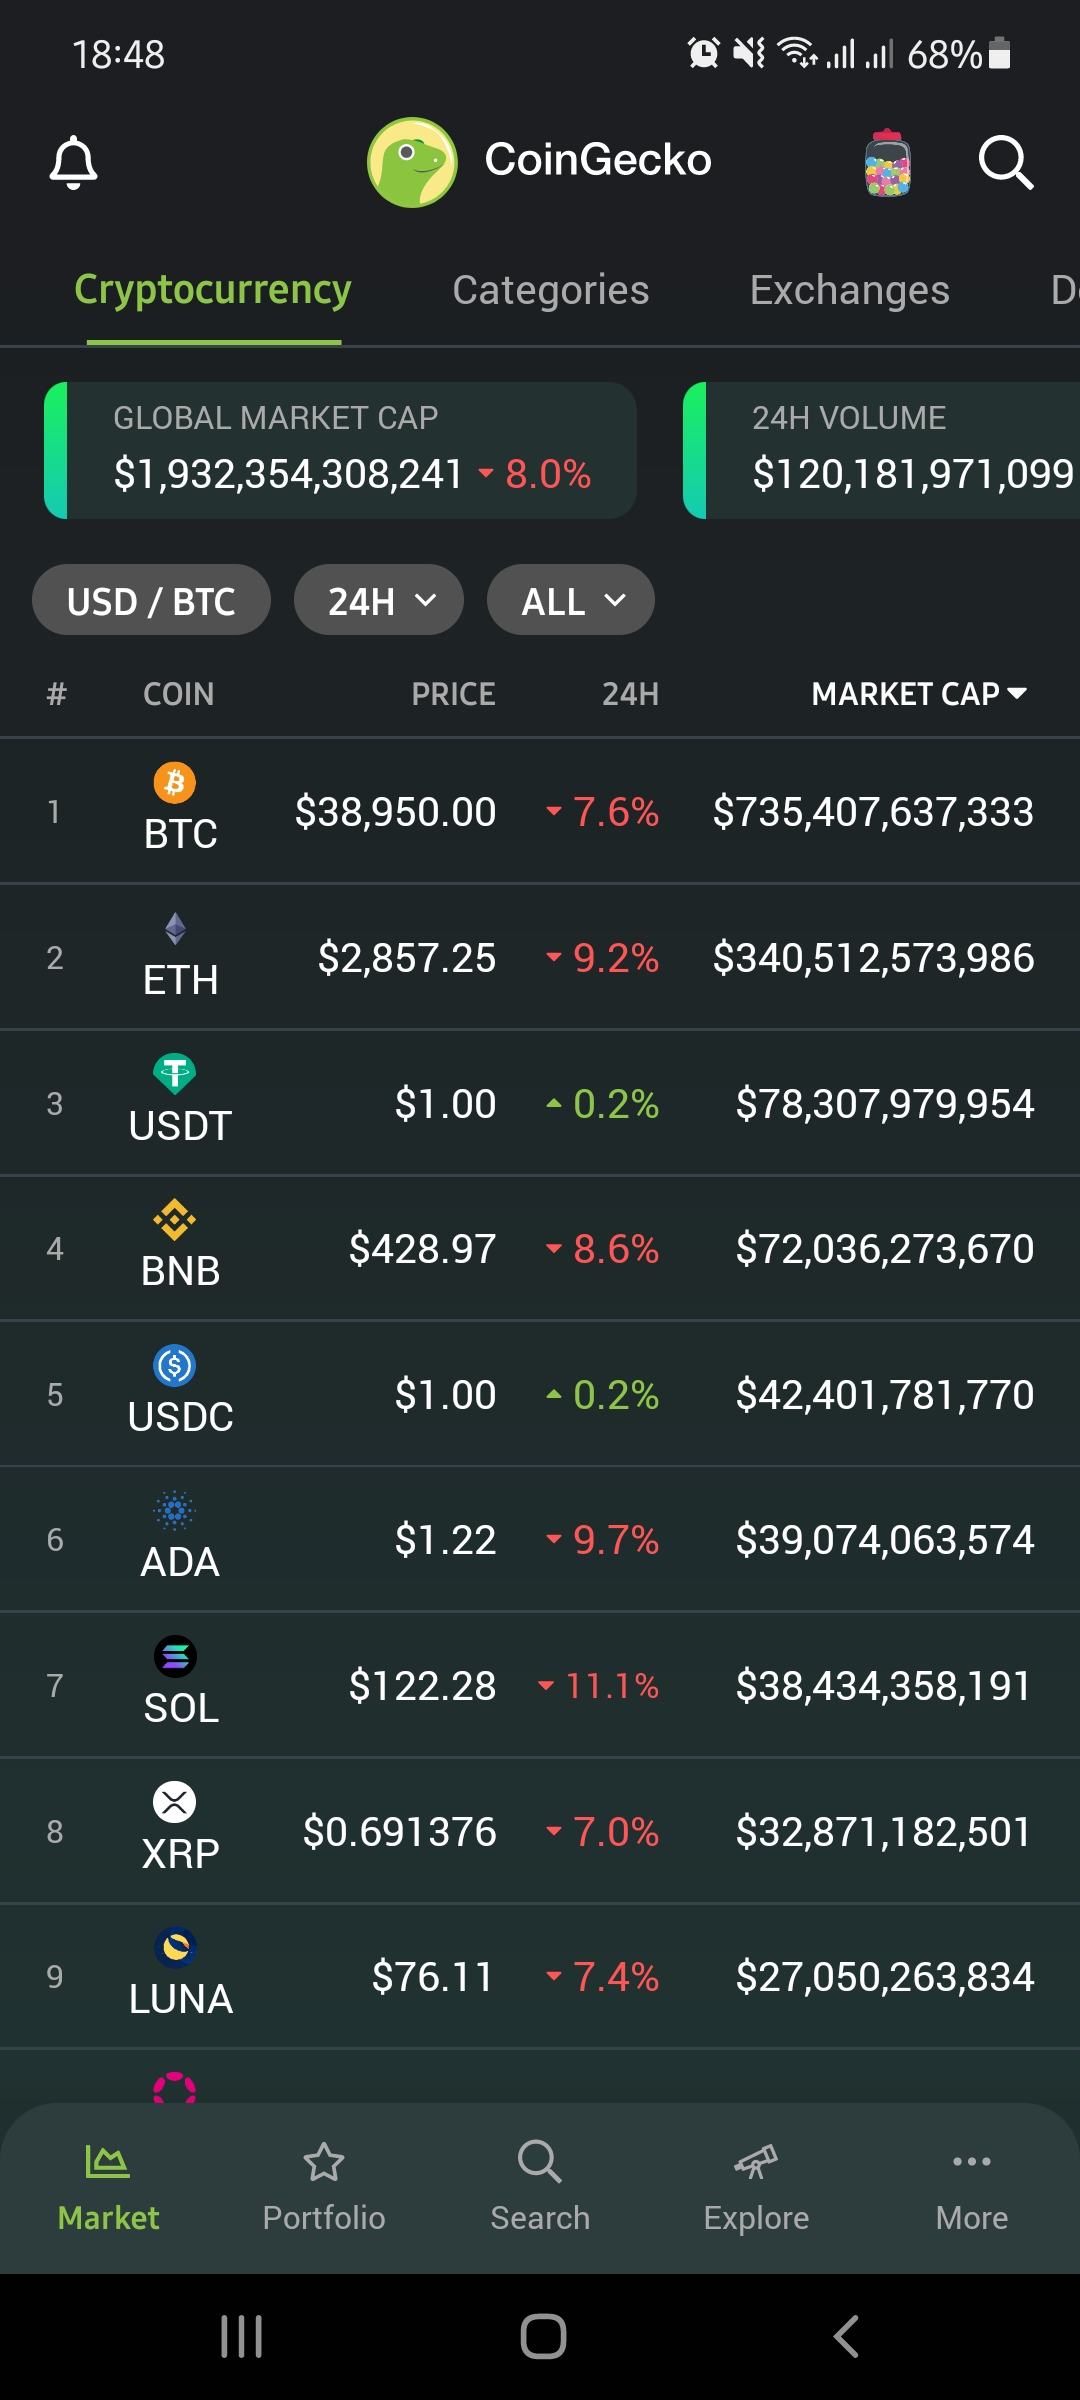 18:48 68%
CoinGecko
Cryptocurrency Categories Exchanges
GLOBAL MARKET CAP 24H VOLUME
$1,932,354,308,241 8.0% $120,181,971,099
USD / BTC 24H ALL
# COIN PRICE 24H MARKET CAP
1 BTC $38,950.00 7.6% $735,407,637,333
2 ETH $2,857.25 9.2% $340,512,573,986
3 USDT $1.00 0.2% $78,307,979,954
4 BNB $428.97 8.6% $72,036,273,670
5 USDC $1.00 0.2% $42,401,781,770
6 ADA $1.22 9.7% $39,074,063,574
7 SOL $122.28 11.1% $38,434,358,191
8 XRP $0.691376 7.0% $32,871,182,501
9 LUNA $76.11 7.4% $27,050,263,834
Market Portfolio Search Explore More